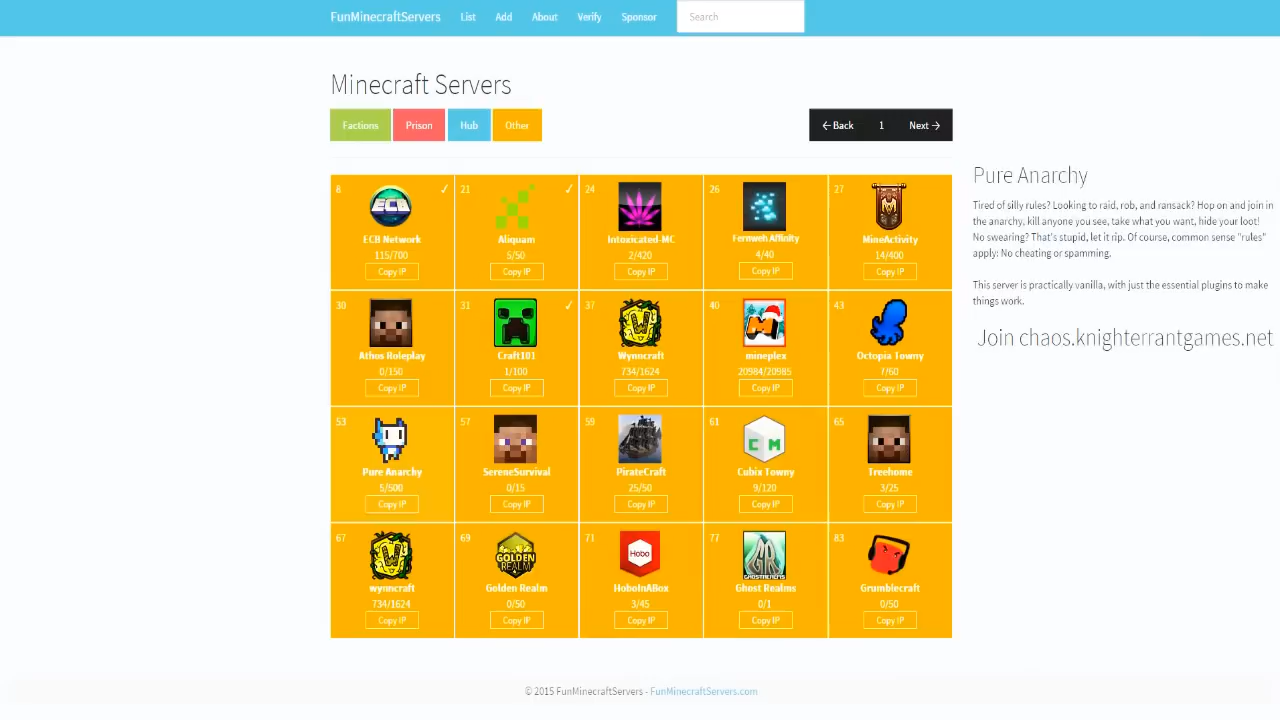 FunMinecraftServers List Add About Verify Sponsor Search
Minecraft Servers
Factions Prison Hub Other ← Back 1 Next →
8 ✓ 21 ✓ 24 26 27
ECB
ECB Network Aliquam Intoxicated-MC Fernweh Affinity MineActivity
115/700 5/50 2/420 4/40 14/400
Copy IP Copy IP Copy IP Copy IP Copy IP
30 31 ✓ 37 40 43
Athos Roleplay Craft101 Wynncraft mineplex Octopia Towny
0/150 1/100 734/1624 20984/20985 7/60
Copy IP Copy IP Copy IP Copy IP Copy IP
53 57 59 61 65
C M
Pure Anarchy SereneSurvival PirateCraft Cubix Towny Treehome
5/500 0/15 25/50 9/120 3/25
Copy IP Copy IP Copy IP Copy IP Copy IP
67 69 71 77 83
W GOLDEN REALM Hobo GR GHOSTREALMS
wynncraft Golden Realm HoboInABox Ghost Realms Grumblecraft
734/1624 0/50 3/45 0/1 0/50
Copy IP Copy IP Copy IP Copy IP Copy IP
Pure Anarchy
Tired of silly rules? Looking to raid, rob, and ransack? Hop on and join in
the anarchy, kill anyone you see, take what you want, hide your loot!
No swearing? That's stupid, let it rip. Of course, common sense "rules"
apply: No cheating or spamming.
This server is practically vanilla, with just the essential plugins to make
things work.
Join chaos.knighterrantgames.net
© 2015 FunMinecraftServers - FunMinecraftServers.com